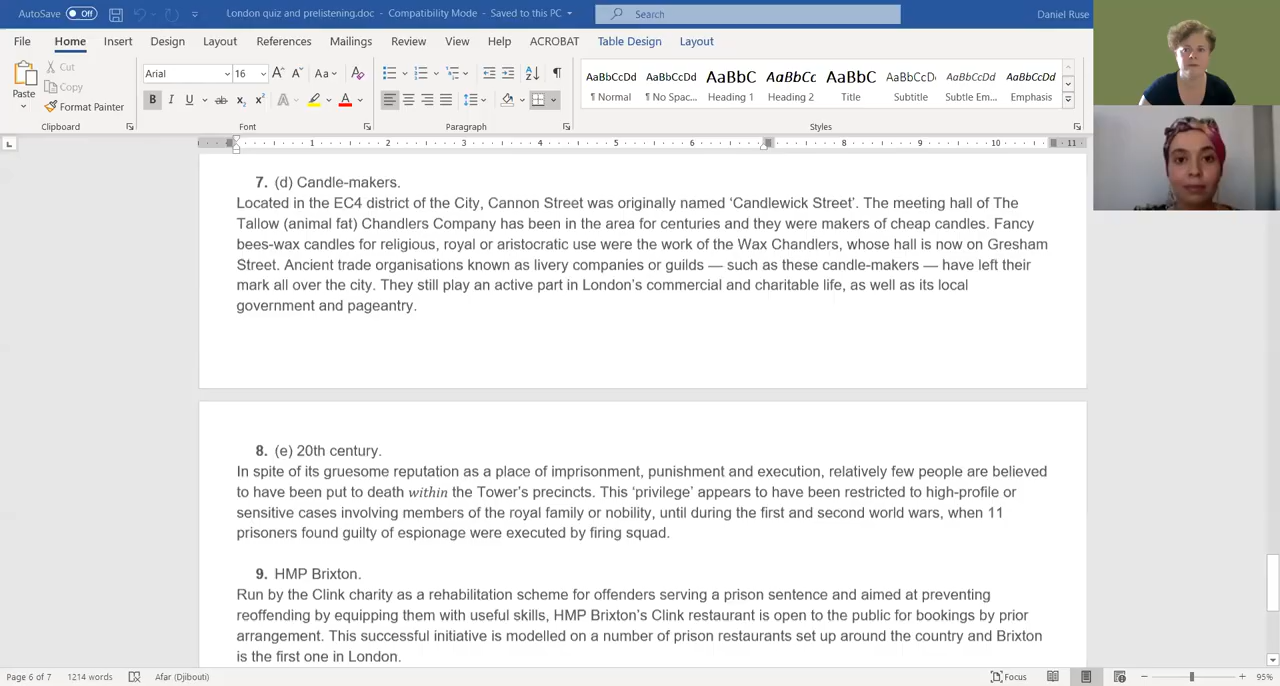 AutoSave Off London quiz and prelistening.doc - Compatibility Mode - Saved to this PC Search Daniel Ruse
File Home Insert Design Layout References Mailings Review View Help ACROBAT Table Design Layout
Paste Cut Copy Format Painter
Arial 16
AaBbCcDd AaBbCcDd AaBbC AaBbCc AaBbC AaBbCcD AaBbCcDd AaBbCcDd
¶ Normal ¶ No Spac... Heading 1 Heading 2 Title Subtitle Subtle Em... Emphasis
Clipboard Font Paragraph Styles
1 2 3 4 5 6 8 9 10 11
7. (d) Candle-makers.
Located in the EC4 district of the City, Cannon Street was originally named ‘Candlewick Street’. The meeting hall of The
Tallow (animal fat) Chandlers Company has been in the area for centuries and they were makers of cheap candles. Fancy
bees-wax candles for religious, royal or aristocratic use were the work of the Wax Chandlers, whose hall is now on Gresham
Street. Ancient trade organisations known as livery companies or guilds — such as these candle-makers — have left their
mark all over the city. They still play an active part in London’s commercial and charitable life, as well as its local
government and pageantry.
8. (e) 20th century.
In spite of its gruesome reputation as a place of imprisonment, punishment and execution, relatively few people are believed
to have been put to death within the Tower’s precincts. This ‘privilege’ appears to have been restricted to high-profile or
sensitive cases involving members of the royal family or nobility, until during the first and second world wars, when 11
prisoners found guilty of espionage were executed by firing squad.
9. HMP Brixton.
Run by the Clink charity as a rehabilitation scheme for offenders serving a prison sentence and aimed at preventing
reoffending by equipping them with useful skills, HMP Brixton’s Clink restaurant is open to the public for bookings by prior
arrangement. This successful initiative is modelled on a number of prison restaurants set up around the country and Brixton
is the first one in London.
Page 6 of 7 1214 words Afar (Djibouti) Focus 95%